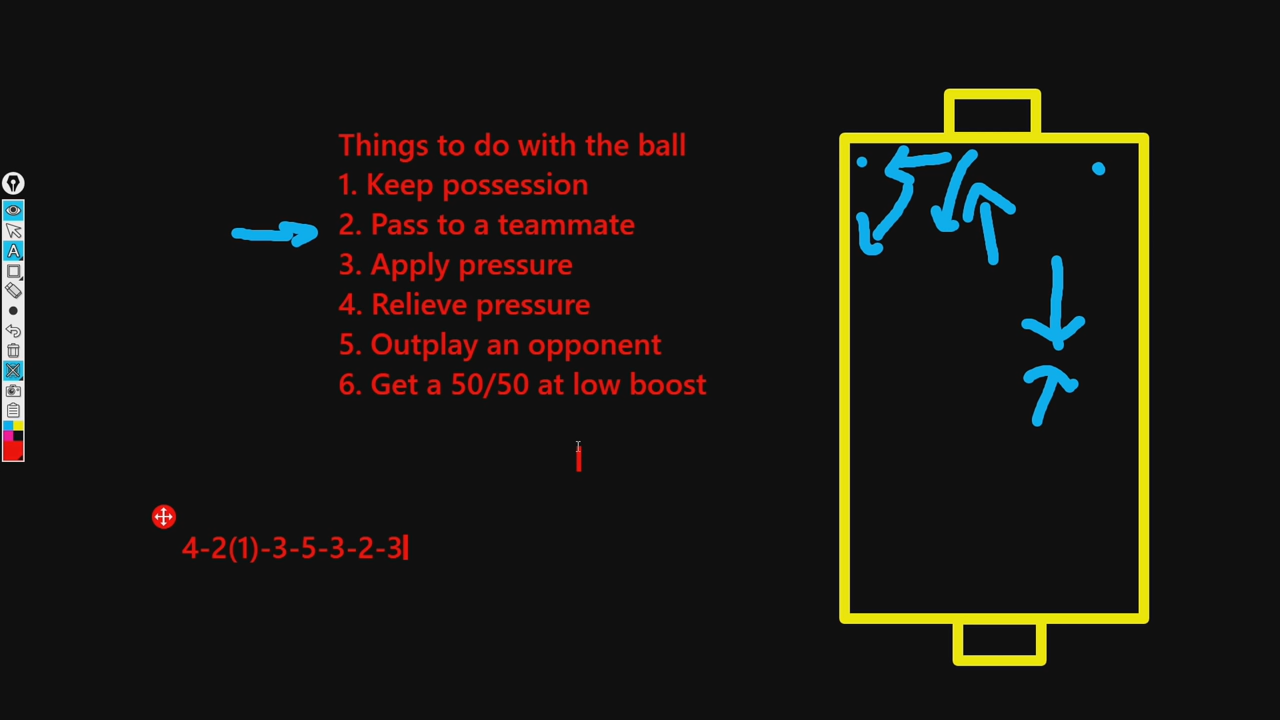 Things to do with the ball
1. Keep possession
2. Pass to a teammate
3. Apply pressure
4. Relieve pressure
5. Outplay an opponent
6. Get a 50/50 at low boost
4-2(1)-3-5-3-2-3
A